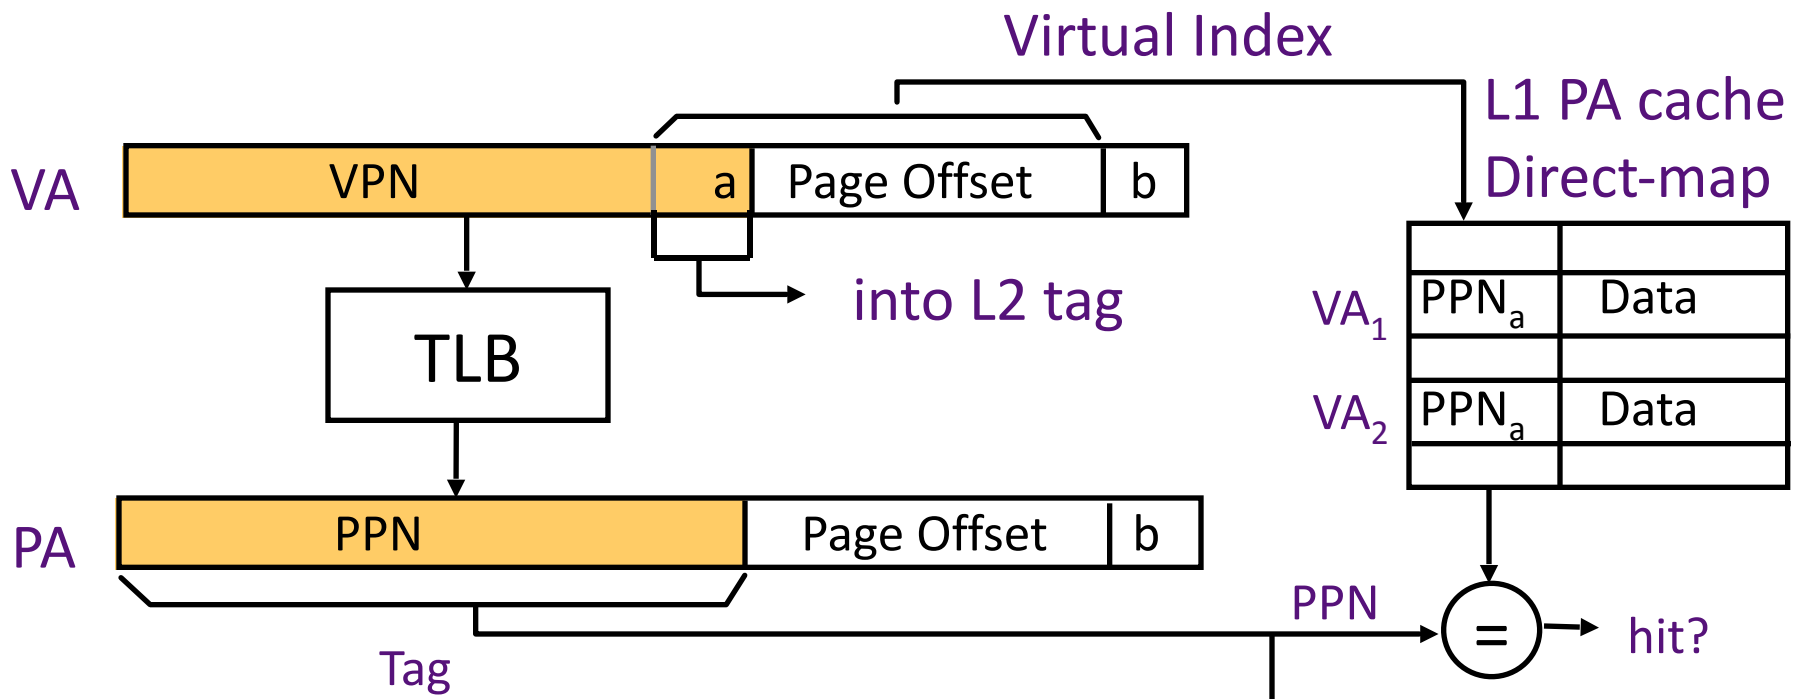 Virtual Index
L1 PA cache
Direct-map
VA
VPN
a
Page Offset
b
into L2 tag
TLB
VA1
PPNa
Data
VA2
PPNa
Data
PA
PPN
Page Offset
b
PPN
=
hit?
Tag